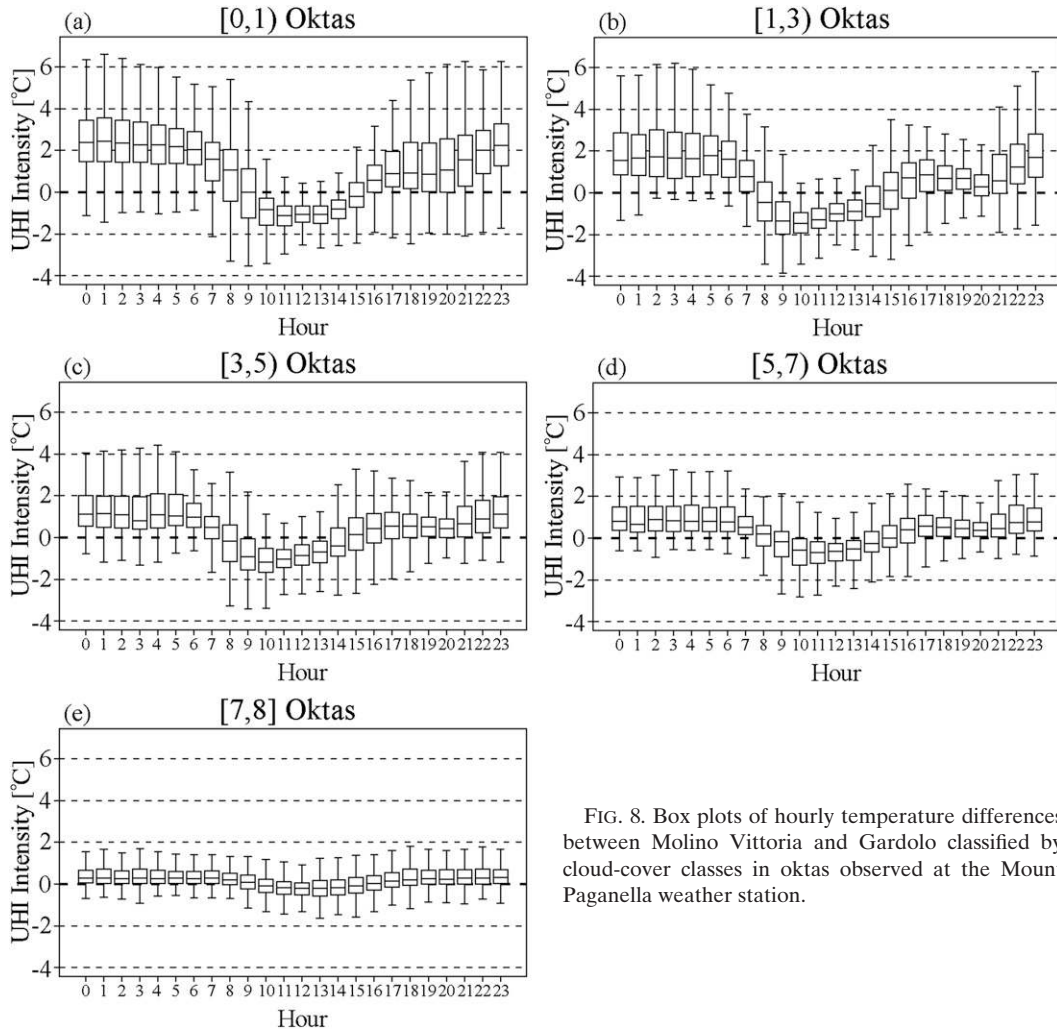 (a) [0,1) Oktas
UHI Intensity [°C]
6
4
2
0
-2
-4
0 1 2 3 4 5 6 7 8 9 10 11 12 13 14 15 16 17 18 19 20 21 22 23
Hour
(b) [1,3) Oktas
UHI Intensity [°C]
6
4
2
0
-2
-4
0 1 2 3 4 5 6 7 8 9 10 11 12 13 14 15 16 17 18 19 20 21 22 23
Hour
(c) [3,5) Oktas
UHI Intensity [°C]
6
4
2
0
-2
-4
0 1 2 3 4 5 6 7 8 9 10 11 12 13 14 15 16 17 18 19 20 21 22 23
Hour
(d) [5,7) Oktas
UHI Intensity [°C]
6
4
2
0
-2
-4
0 1 2 3 4 5 6 7 8 9 10 11 12 13 14 15 16 17 18 19 20 21 22 23
Hour
(e) [7,8] Oktas
UHI Intensity [°C]
6
4
2
0
-2
-4
0 1 2 3 4 5 6 7 8 9 10 11 12 13 14 15 16 17 18 19 20 21 22 23
Hour
FIG. 8. Box plots of hourly temperature differences
between Molino Vittoria and Gardolo classified by
cloud-cover classes in oktas observed at the Mount
Paganella weather station.